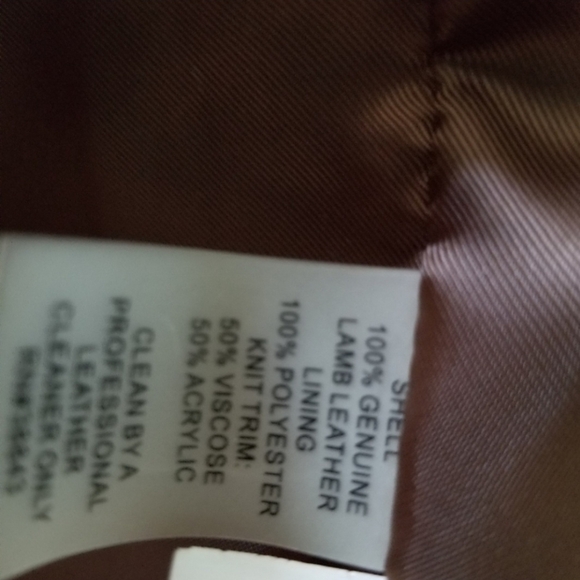 SHELL
100% GENUINE
LAMB LEATHER
LINING
100% POLYESTER
KNIT TRIM:
50% VISCOSE
50% ACRYLIC
CLEAN BY A
PROFESSIONAL
LEATHER
CLEANER ONLY